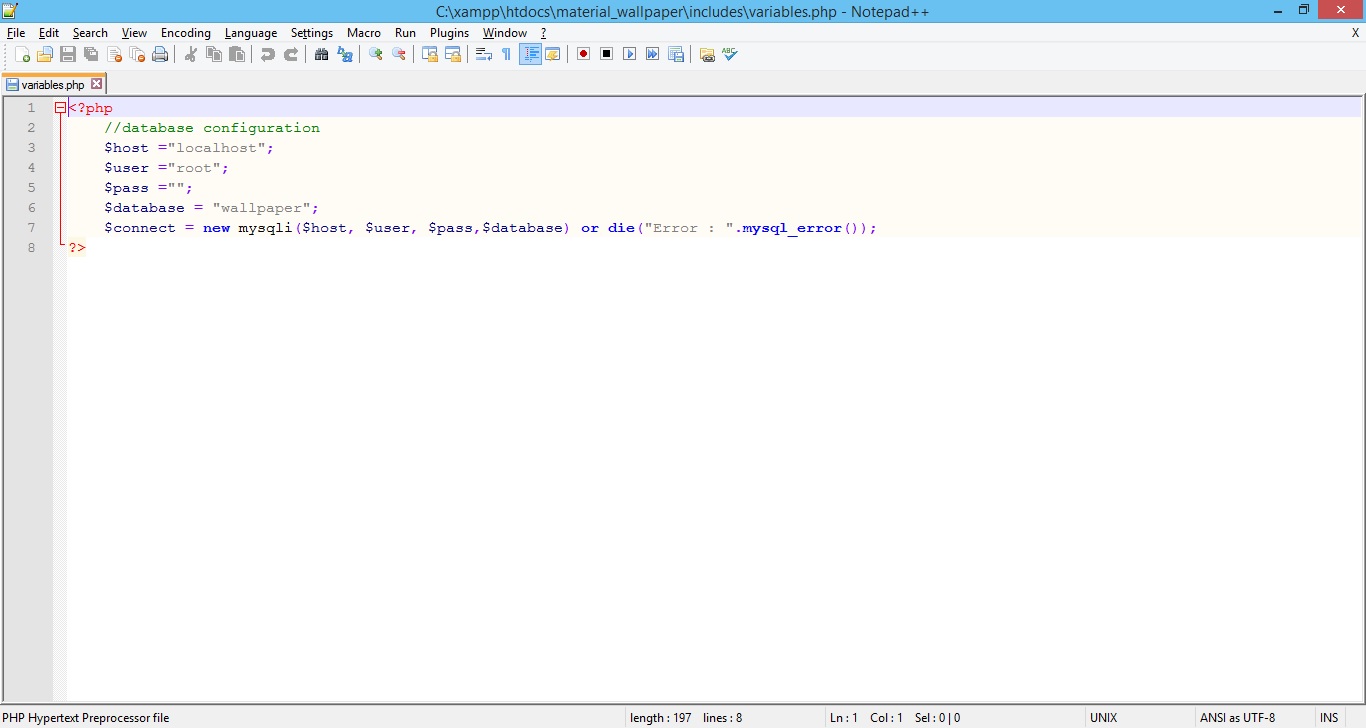 C:\xampp\htdocs\material_wallpaper\includes\variables.php - Notepad++
File Edit Search View Encoding Language Settings Macro Run Plugins Window ? X
variables.php
1 <?php
2 //database configuration
3 $host ="localhost";
4 $user ="root";
5 $pass ="";
6 $database = "wallpaper";
7 $connect = new mysqli($host, $user, $pass,$database) or die("Error : ".mysql_error());
8 ?>
PHP Hypertext Preprocessor file length : 197 lines : 8 Ln : 1 Col : 1 Sel : 0 | 0 UNIX ANSI as UTF-8 INS